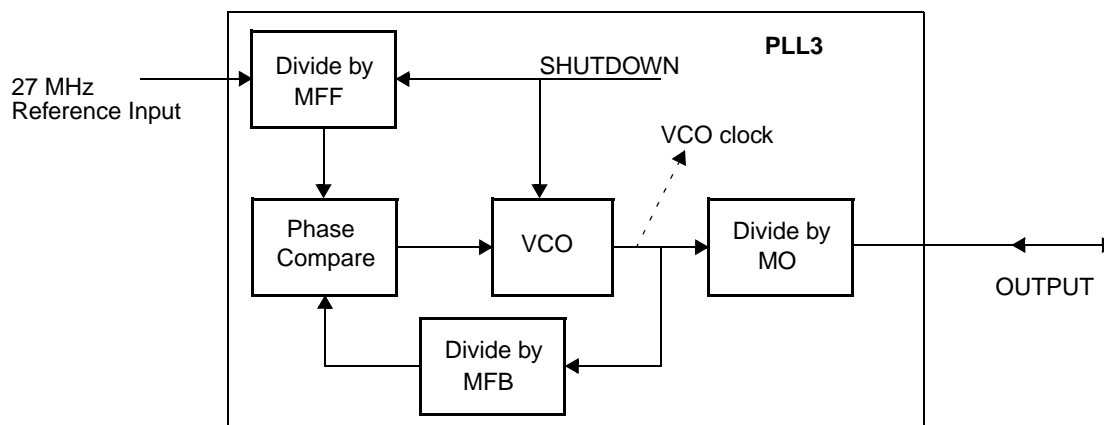 PLL3
Divide by
MFF
SHUTDOWN
27 MHz
Reference Input
VCO clock
Phase
Compare
VCO
Divide by
MO
OUTPUT
Divide by
MFB